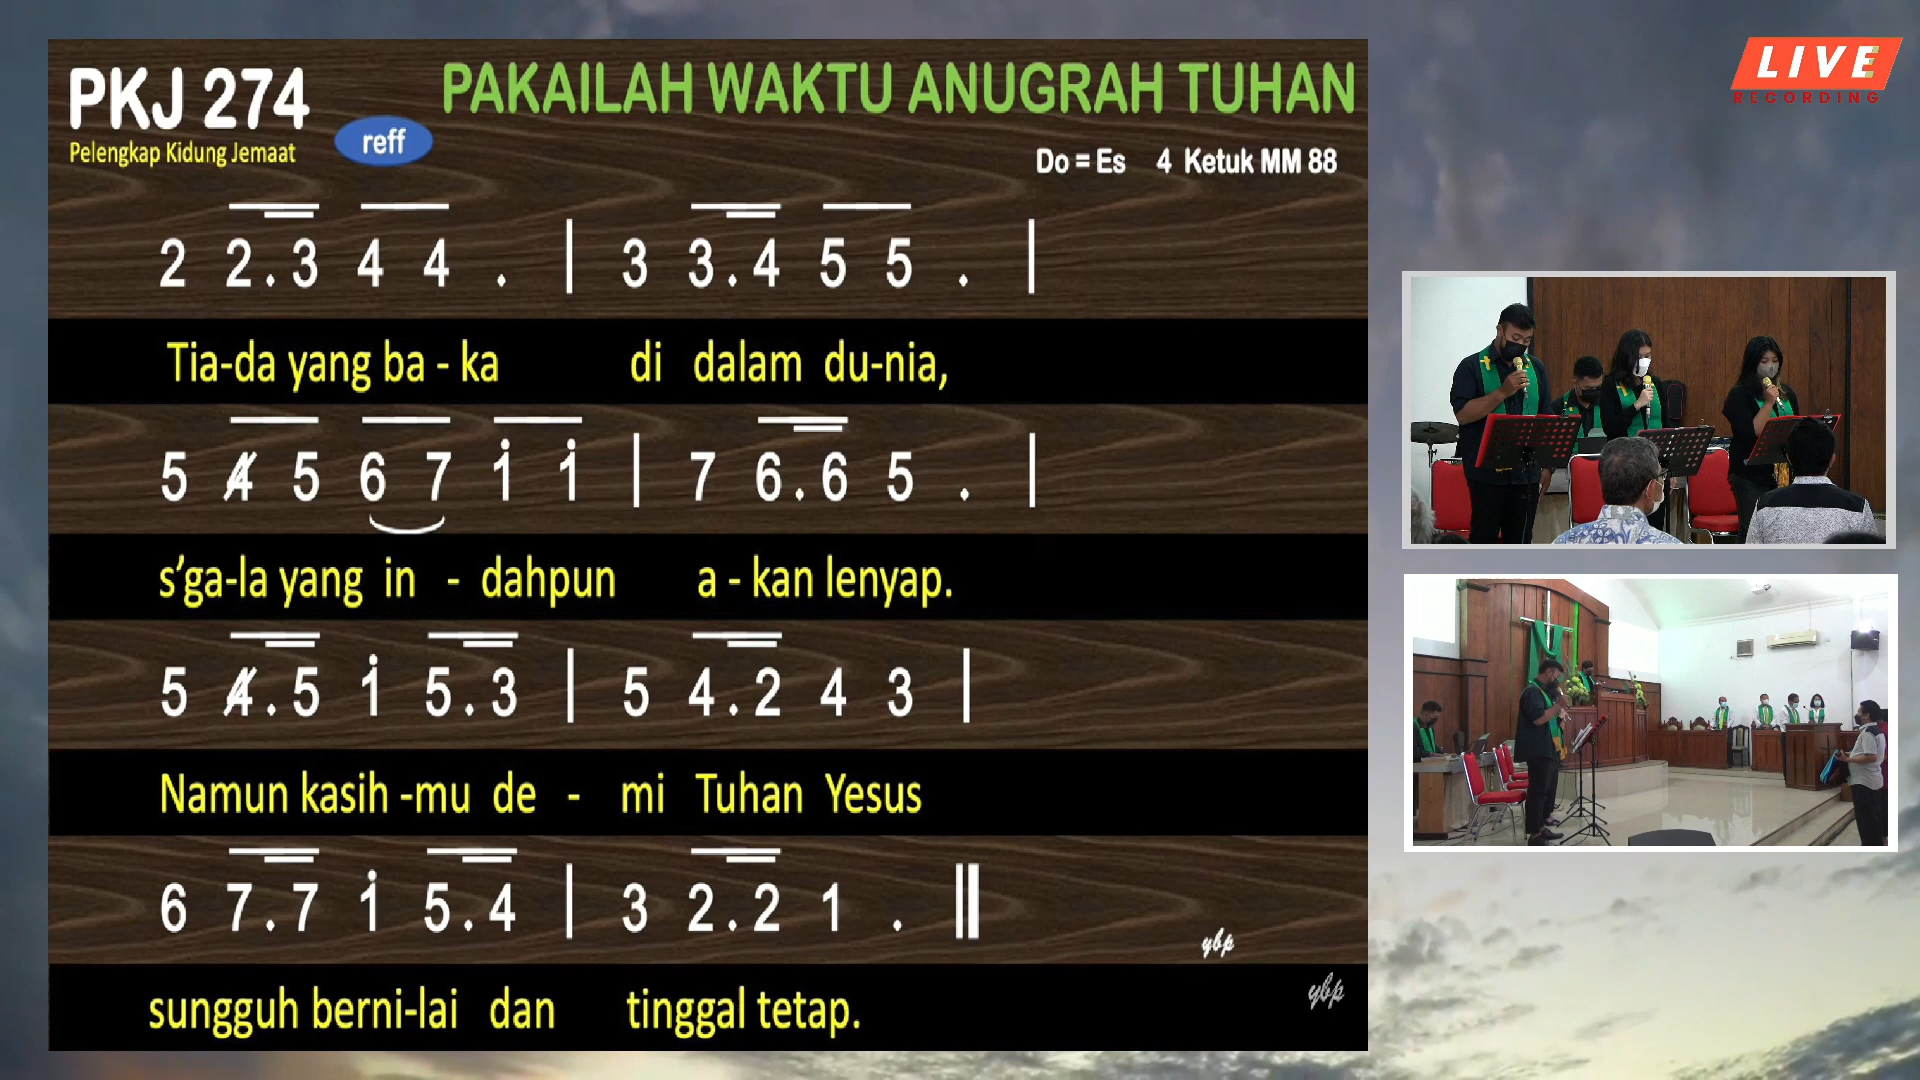 PKJ 274
PAKAILAH WAKTU ANUGRAH TUHAN
Pelengkap Kidung Jemaat
reff
Do = Es 4 Ketuk MM 88
LIVE
RECORDING
2 2 . 3 4 4 . | 3 3 . 4 5 5 . |
Tia-da yang ba - ka di dalam du-nia,
5 4̸ 5 6 7 1̇ 1̇ | 7 6 . 6 5 . |
s'ga-la yang in - dahpun a - kan lenyap.
5 4̸ . 5 1̇ 5 . 3 | 5 4 . 2 4 3 |
Namun kasih -mu de - mi Tuhan Yesus
6 7 . 7 1̇ 5 . 4 | 3 2 . 2 1 . ||
ybp
sungguh berni-lai dan tinggal tetap.
ybp